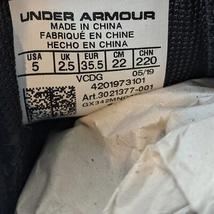 UNDER ARMOUR
MADE IN CHINA
FABRIQUÉ EN CHINE
HECHO EN CHINA
USA UK EUR CM CHN
5 2.5 35.5 22 220
VCDG 05/19
4201973101
Art.3021377-001